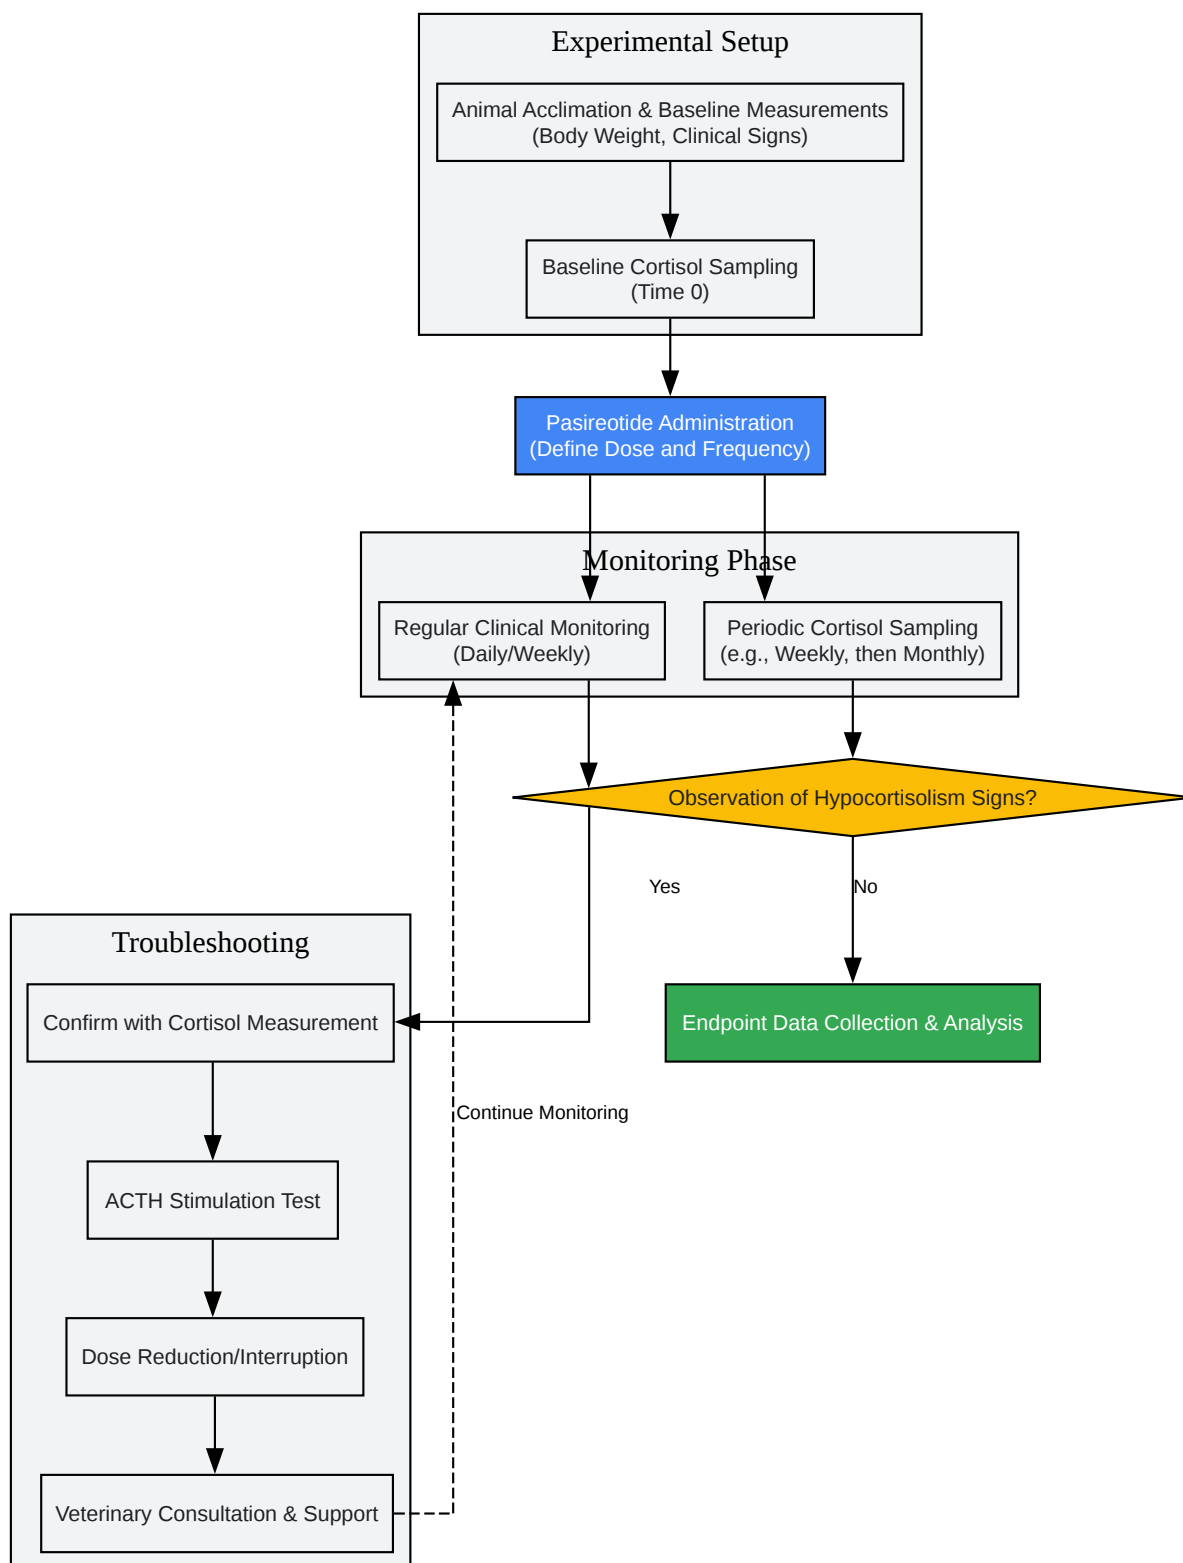 Experimental Setup
Animal Acclimation & Baseline Measurements
(Body Weight, Clinical Signs)
Baseline Cortisol Sampling
(Time 0)
Pasireotide Administration
(Define Dose and Frequency)
Monitoring Phase
Regular Clinical Monitoring
(Daily/Weekly)
Periodic Cortisol Sampling
(e.g., Weekly, then Monthly)
Observation of Hypocortisolism Signs?
Yes
No
Troubleshooting
Confirm with Cortisol Measurement
Endpoint Data Collection & Analysis
Continue Monitoring
ACTH Stimulation Test
Dose Reduction/Interruption
Veterinary Consultation & Support